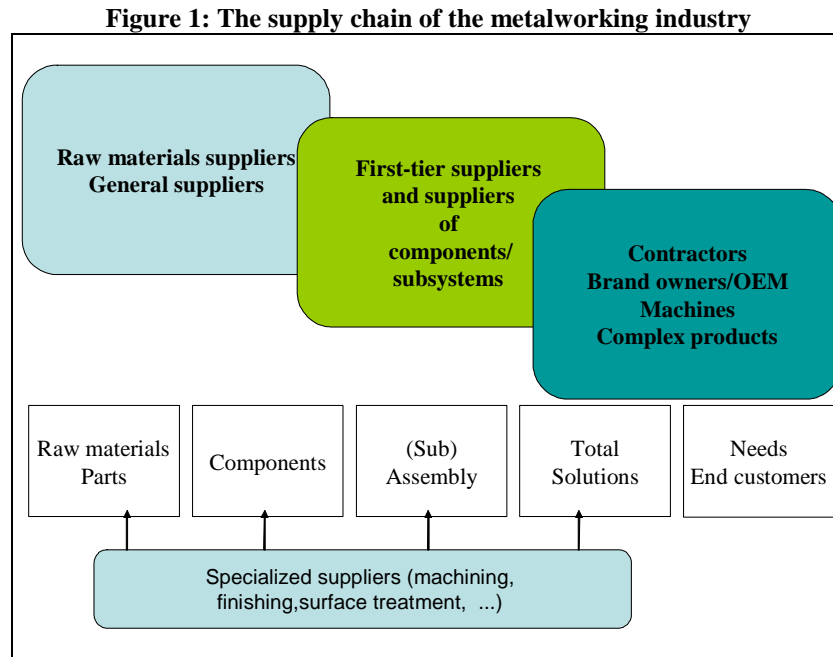 Figure 1: The supply chain of the metalworking industry
Raw materials suppliers
General suppliers
First-tier suppliers
and suppliers
of
components/
subsystems
Contractors
Brand owners/OEM
Machines
Complex products
Raw materials
Parts
Components
(Sub)
Assembly
Total
Solutions
Needs
End customers
Specialized suppliers (machining,
finishing,surface treatment, ...)